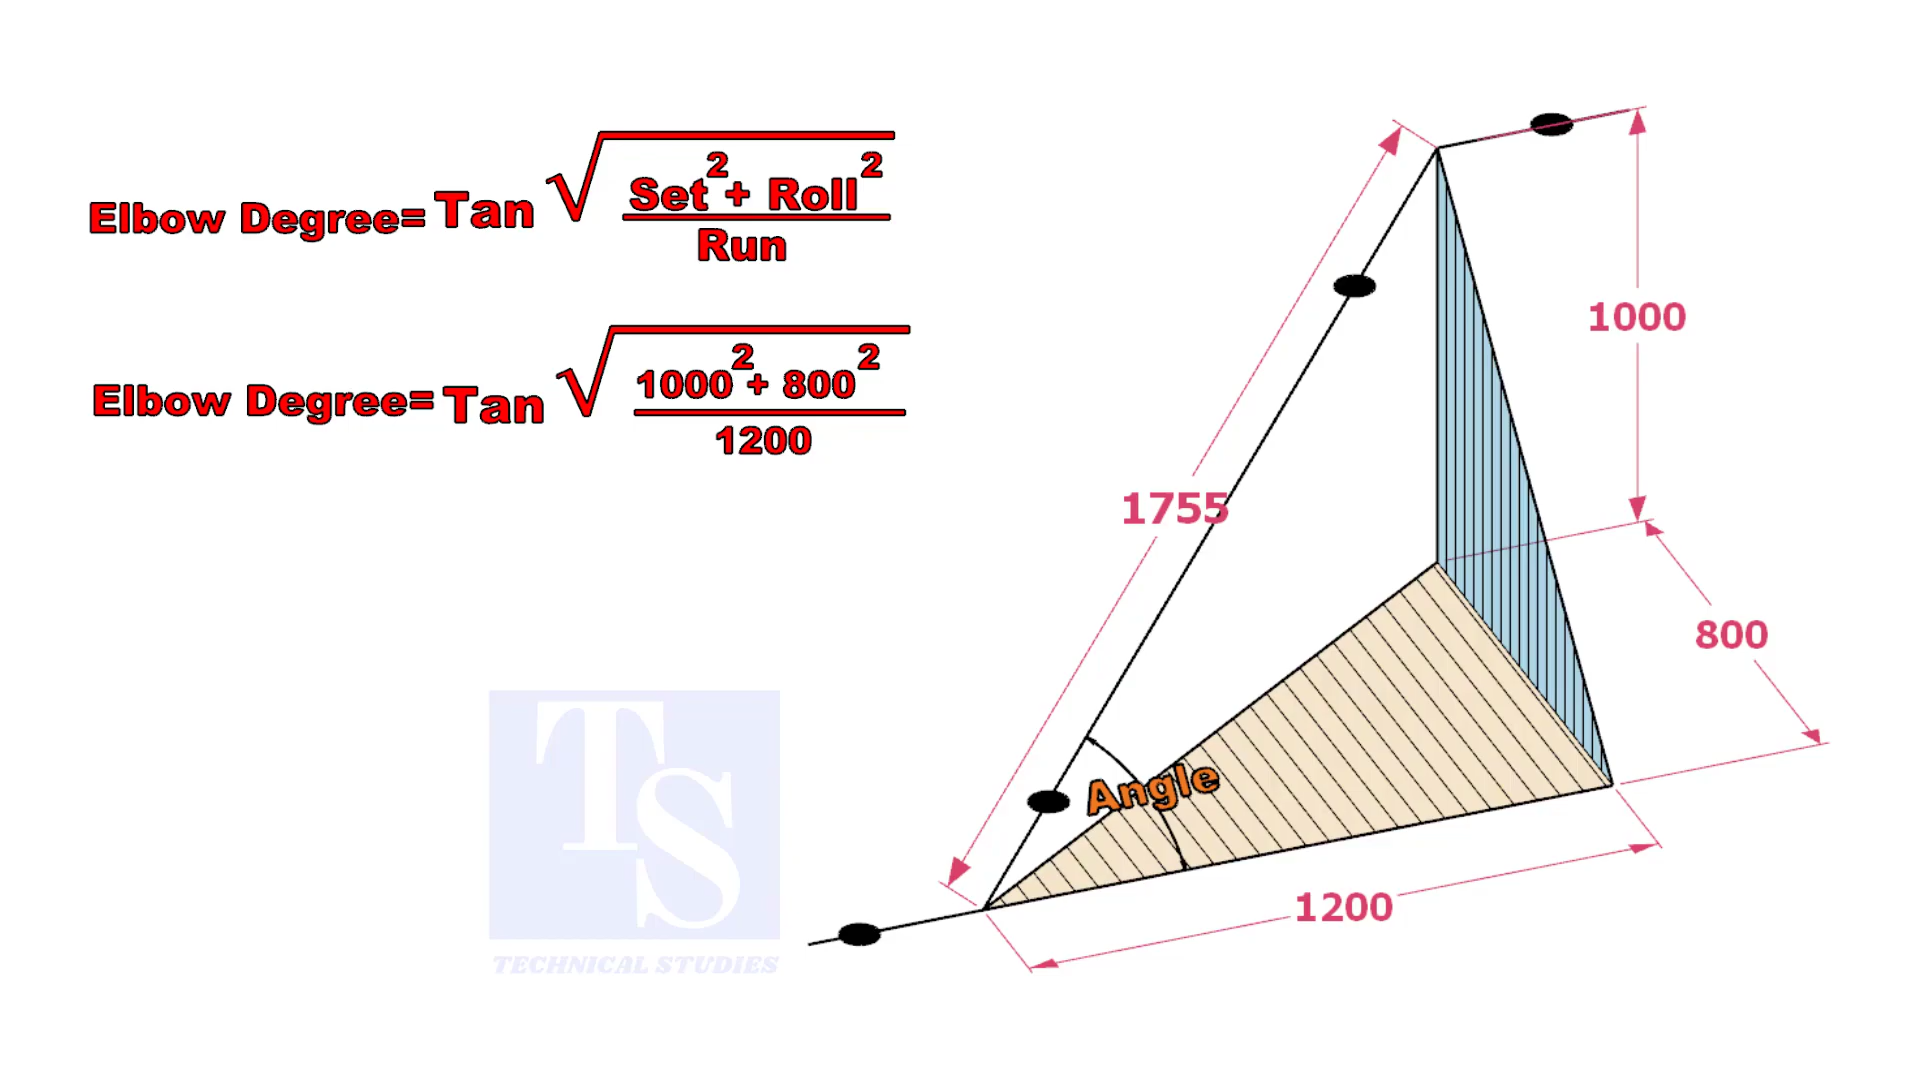 Elbow Degree= Tan √ Set²+ Roll²
Run
Elbow Degree= Tan √ 1000²+ 800²
1200
1000
1755
800
Angle
1200
TS
TECHNICAL STUDIES